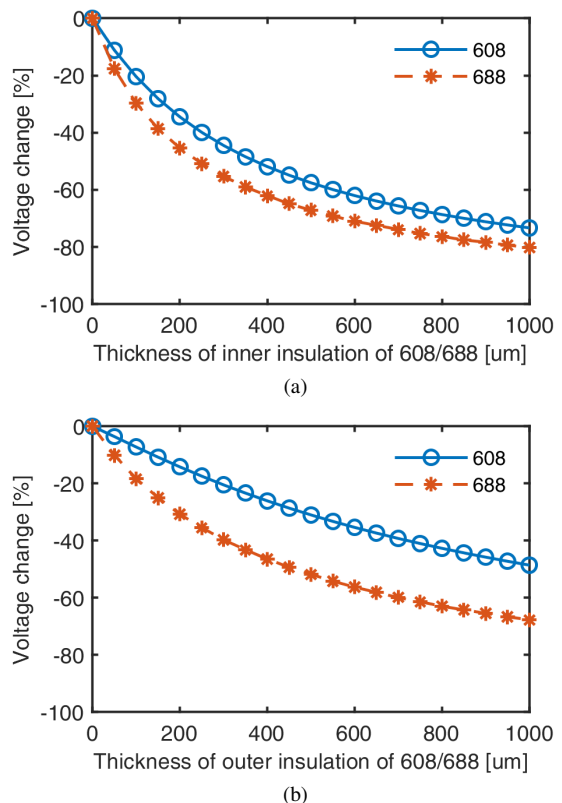 0
-20
-40
-60
-80
-100
Voltage change [%]
608
688
0 200 400 600 800 1000
Thickness of inner insulation of 608/688 [um]
(a)
0
-20
-40
-60
-80
-100
Voltage change [%]
608
688
0 200 400 600 800 1000
Thickness of outer insulation of 608/688 [um]
(b)